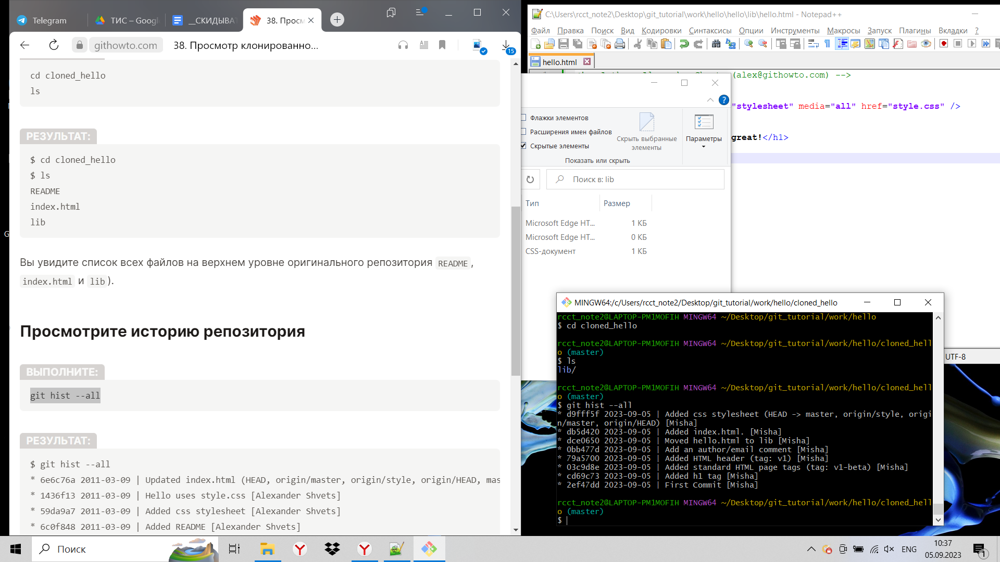 Telegram
ТИС – Googl
__СКИДЫВАТ
38. Просм
githowto.com
38. Просмотр клонированно...
15
cd cloned_hello
ls
РЕЗУЛЬТАТ:
$ cd cloned_hello
$ ls
README
index.html
lib
Вы увидите список всех файлов на верхнем уровне оригинального репозитория README,
index.html и lib).
Просмотрите историю репозитория
ВЫПОЛНИТЕ:
git hist --all
РЕЗУЛЬТАТ:
$ git hist --all
* 6e6c76a 2011-03-09 | Updated index.html (HEAD, origin/master, origin/style, origin/HEAD, mas
* 1436f13 2011-03-09 | Hello uses style.css [Alexander Shvets]
* 59da9a7 2011-03-09 | Added css stylesheet [Alexander Shvets]
* 6c0f848 2011-03-09 | Added README [Alexander Shvets]
C:\Users\rcct_note2\Desktop\git_tutorial\work\hello\hello\lib\hello.html - Notepad++
Файл Правка Поиск Вид Кодировки Синтаксисы Опции Инструменты Макросы Запуск Плагины Вкладки ?
hello.html
(alex@githowto.com) -->
"stylesheet" media="all" href="style.css" />
great!</h1>
UTF-8
Флажки элементов
Расширения имен файлов
Скрытые элементы
Скрыть выбранные
элементы
Параметры
Показать или скрыть
Поиск в: lib
Тип Размер
Microsoft Edge HT... 1 КБ
Microsoft Edge HT... 0 КБ
CSS-документ 1 КБ
MINGW64:/c/Users/rcct_note2/Desktop/git_tutorial/work/hello/cloned_hello
rcct_note2@LAPTOP-PM1MOFIH MINGW64 ~/Desktop/git_tutorial/work/hello
$ cd cloned_hello
rcct_note2@LAPTOP-PM1MOFIH MINGW64 ~/Desktop/git_tutorial/work/hello/cloned_hell
o (master)
$ ls
lib/
rcct_note2@LAPTOP-PM1MOFIH MINGW64 ~/Desktop/git_tutorial/work/hello/cloned_hell
o (master)
$ git hist --all
* d9fff5f 2023-09-05 | Added css stylesheet (HEAD -> master, origin/style, origi
n/master, origin/HEAD) [Misha]
* db5d420 2023-09-05 | Added index.html. [Misha]
* dce0650 2023-09-05 | Moved hello.html to lib [Misha]
* 0bb477d 2023-09-05 | Add an author/email comment [Misha]
* 79a5700 2023-09-05 | Added HTML header (tag: v1) [Misha]
* 03c9d8e 2023-09-05 | Added standard HTML page tags (tag: v1-beta) [Misha]
* cd69c73 2023-09-05 | Added h1 tag [Misha]
* 2ef47dd 2023-09-05 | First Commit [Misha]
rcct_note2@LAPTOP-PM1MOFIH MINGW64 ~/Desktop/git_tutorial/work/hello/cloned_hell
o (master)
$
Поиск
ENG
10:37
05.09.2023
1